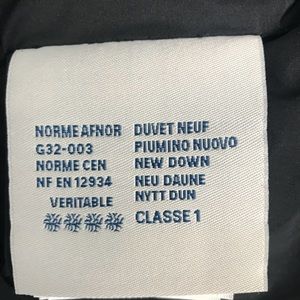 NORME AFNOR
G32-003
NORME CEN
NF EN 12934
VERITABLE
DUVET NEUF
PIUMINO NUOVO
NEW DOWN
NEU DAUNE
NYTT DUN
CLASSE 1